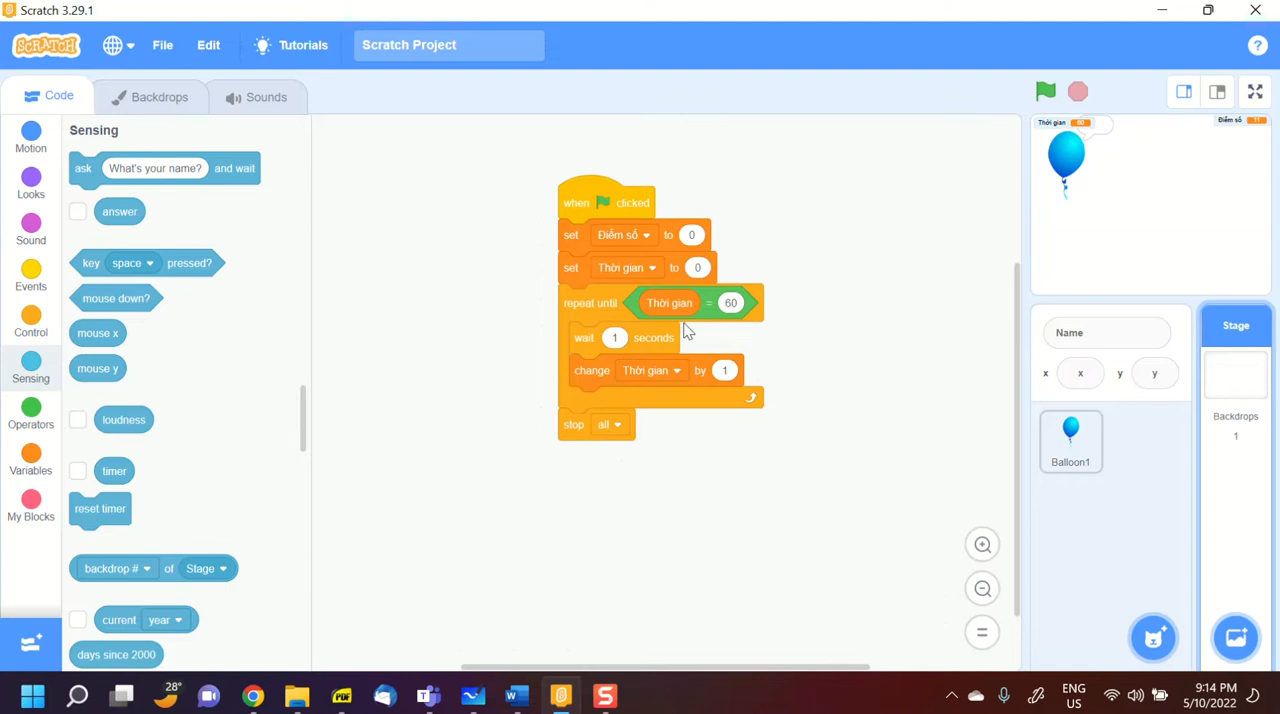 Scratch 3.29.1
SCRATCH File Edit Tutorials Scratch Project ?
Code Backdrops Sounds
Motion
Looks
Sound
Events
Control
Sensing
Operators
Variables
My Blocks
Sensing
ask What's your name? and wait
answer
key space pressed?
mouse down?
mouse x
mouse y
loudness
timer
reset timer
backdrop # of Stage
current year
days since 2000
when clicked
set Điểm số to 0
set Thời gian to 0
repeat until Thời gian = 60
wait 1 seconds
change Thời gian by 1
stop all
Thời gian 60
Điểm số 11
Name
x x y y
Balloon1
Stage
Backdrops
1
28°
PDF
W
S
ENG
US
9:14 PM
5/10/2022